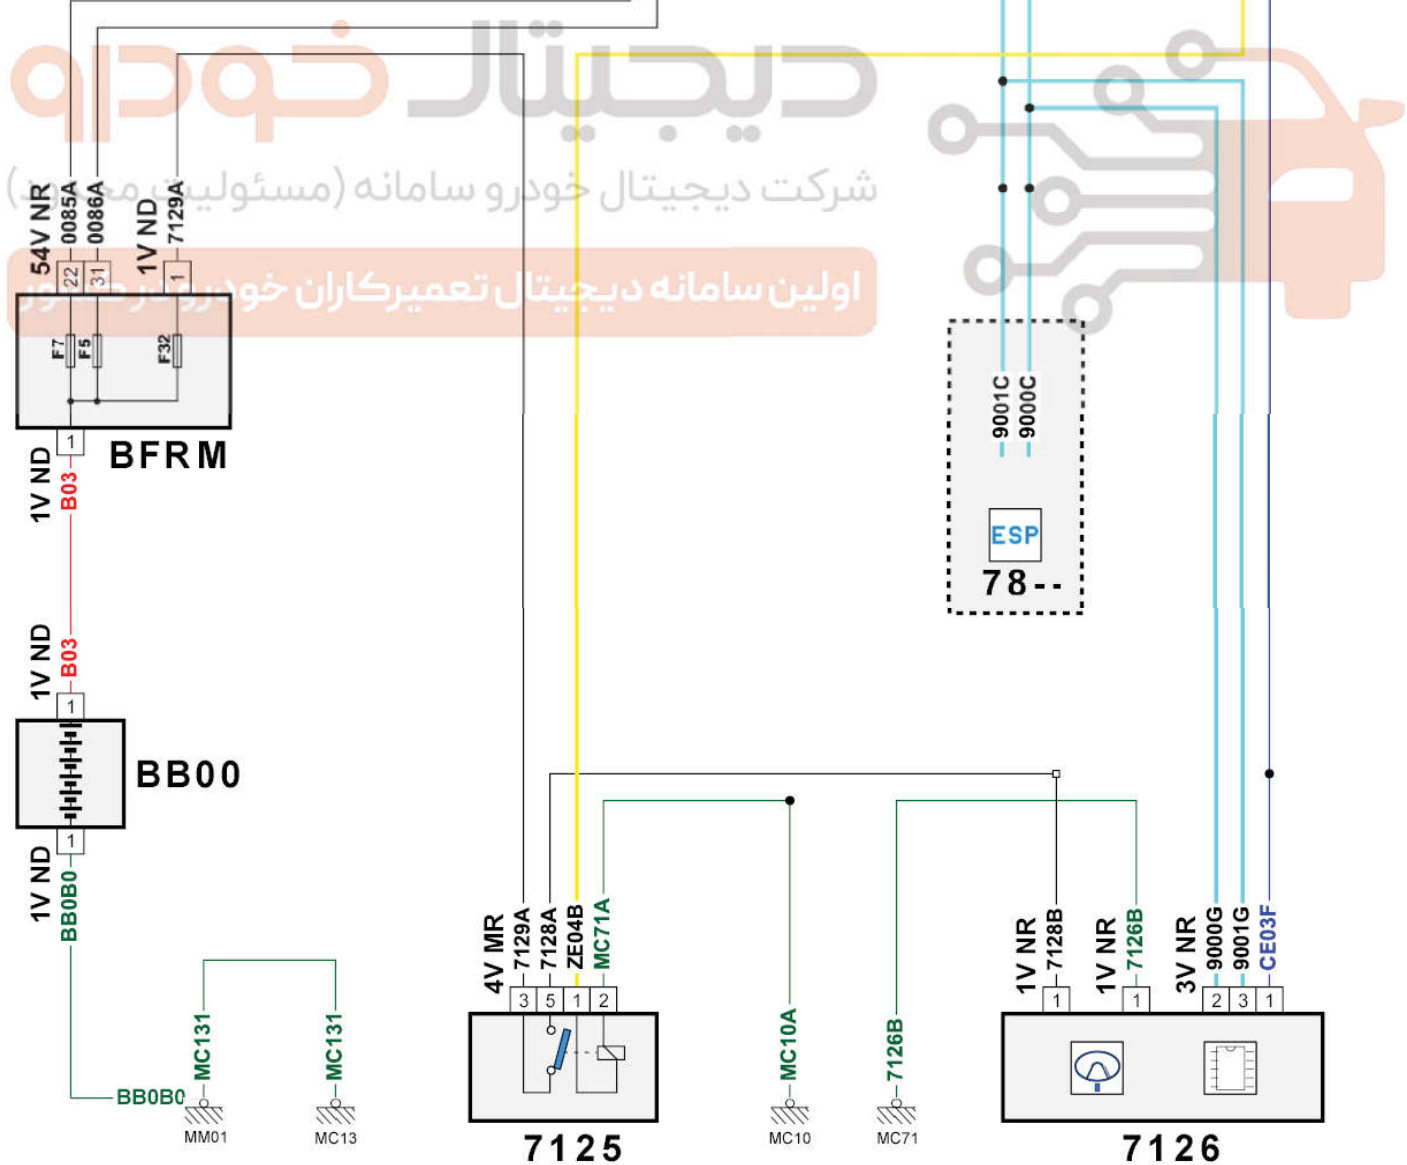 دیجیتال خودرو
شرکت دیجیتال خودرو سامانه (مسئولیت محدود)
اولین سامانه دیجیتال تعمیرکاران خودرو در کشور
54V NR
0085A
0086A
1V ND
7129A
22
31
1
F7
F5
F32
1
BFRM
1V ND
B03
9001C
9000C
ESP
78--
1V ND
B03
1
BB00
1
1V ND
BB0B0
4V MR
7129A
7128A
ZE04B
MC71A
3
5
1
2
1V NR
7128B
1
1V NR
7126B
1
3V NR
9000G
9001G
CE03F
2
3
1
MC131
MC131
MC10A
7126B
BB0B0
MM01
MC13
7125
MC10
MC71
7126